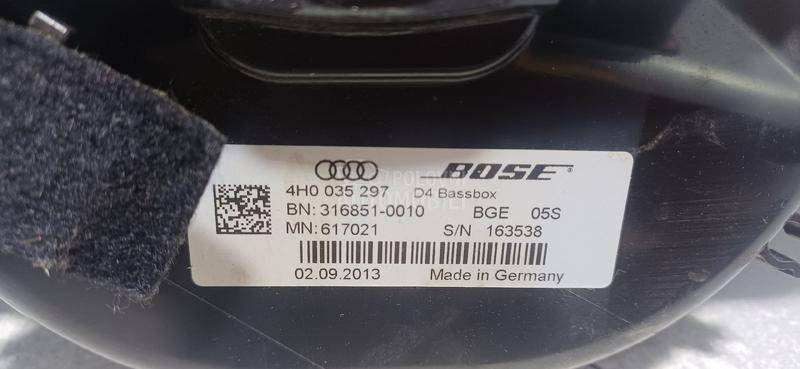 BOSE®
4H0 035 297 D4 Bassbox
BN: 316851-0010 BGE 05S
MN: 617021 S/N 163538
02.09.2013 Made in Germany